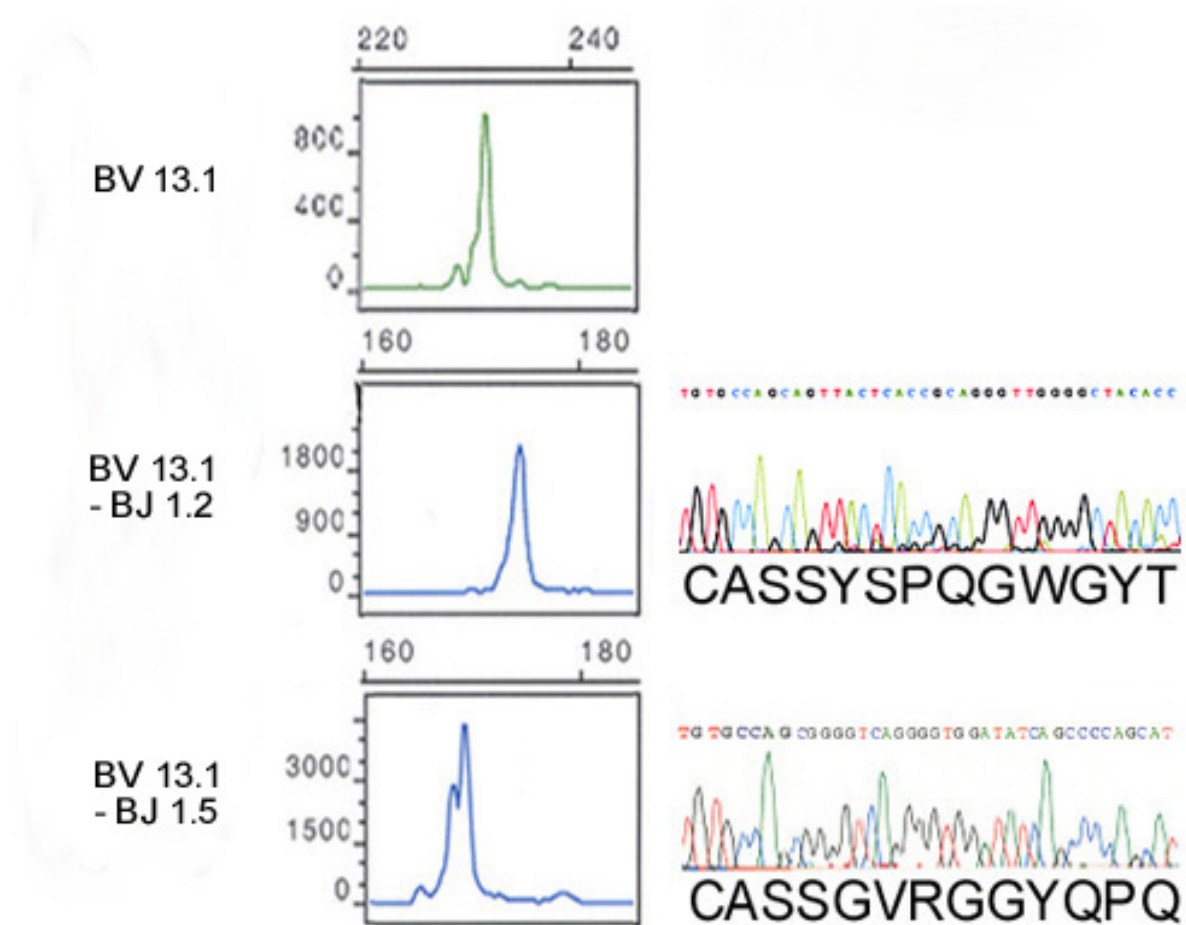 220 240
BV 13.1
800
400
0
160 180
BV 13.1
- BJ 1.2
1800
900
0
TGTGCCAGCAGTTACTCACCGCAGGGTTGGGGCTACACC
CASSYSPQGWGYT
160 180
BV 13.1
- BJ 1.5
3000
1500
0
TGTGCCAGCGGGGTCAGGGGTGGATATCAGCCCCAGCAT
CASSGVRGGYQPQ